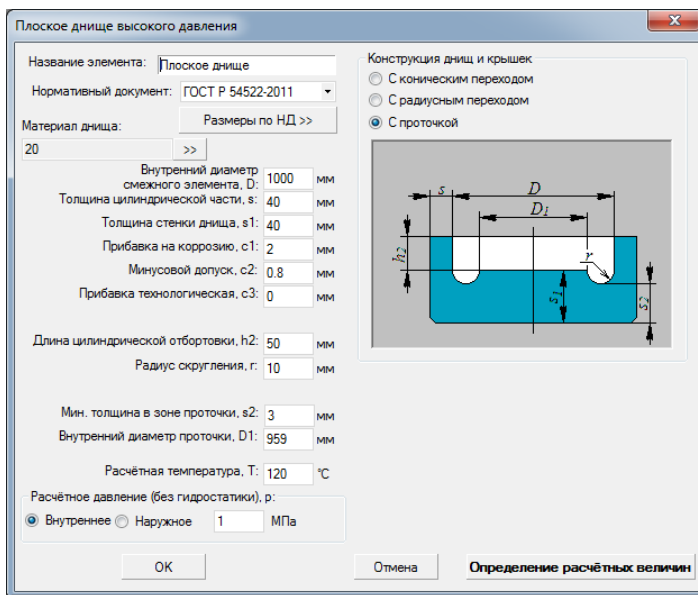 Плоское днище высокого давления
Название элемента: Плоское днище
Нормативный документ: ГОСТ Р 54522-2011
Размеры по НД >>
Материал днища:
20 >>
Внутренний диаметр
смежного элемента, D: 1000 мм
Толщина цилиндрической части, s: 40 мм
Толщина стенки днища, s1: 40 мм
Прибавка на коррозию, c1: 2 мм
Минусовой допуск, c2: 0.8 мм
Прибавка технологическая, c3: 0 мм
Длина цилиндрической отбортовки, h2: 50 мм
Радиус скругления, r: 10 мм
Мин. толщина в зоне проточки, s2: 3 мм
Внутренний диаметр проточки, D1: 959 мм
Расчётная температура, T: 120 °C
Расчётное давление (без гидростатики), p:
Внутреннее Наружное 1 МПа
Конструкция днищ и крышек
С коническим переходом
С радиусным переходом
С проточкой
s D
D1
h2 r
s1 s2
OK Отмена Определение расчётных величин